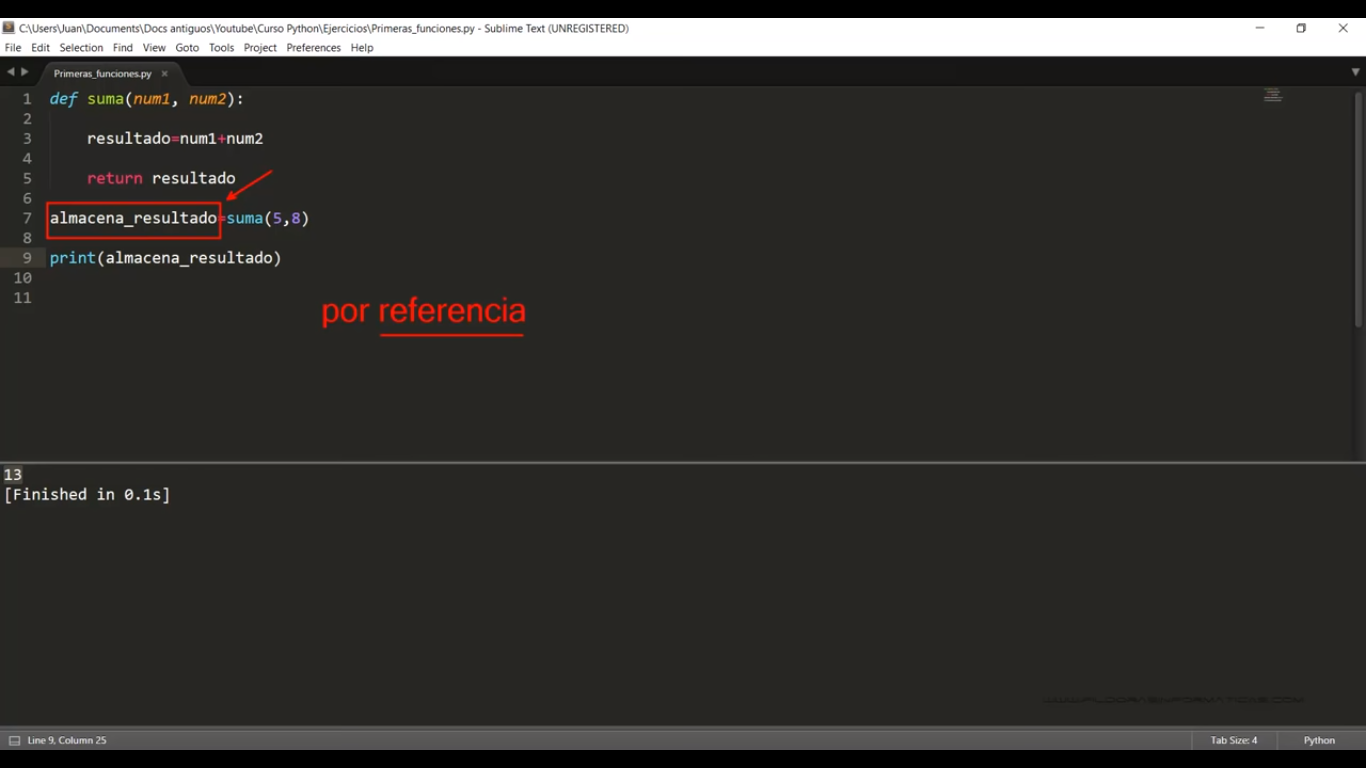 C:\Users\Juan\Documents\Docs antiguos\Youtube\Curso Python\Ejercicios\Primeras_funciones.py - Sublime Text (UNREGISTERED)
File Edit Selection Find View Goto Tools Project Preferences Help
Primeras_funciones.py ×
1 def suma(num1, num2):
2
3 resultado=num1+num2
4
5 return resultado
6
7 almacena_resultado=suma(5,8)
8
9 print(almacena_resultado)
10
11
por referencia
13
[Finished in 0.1s]
Line 9, Column 25 Tab Size: 4 Python